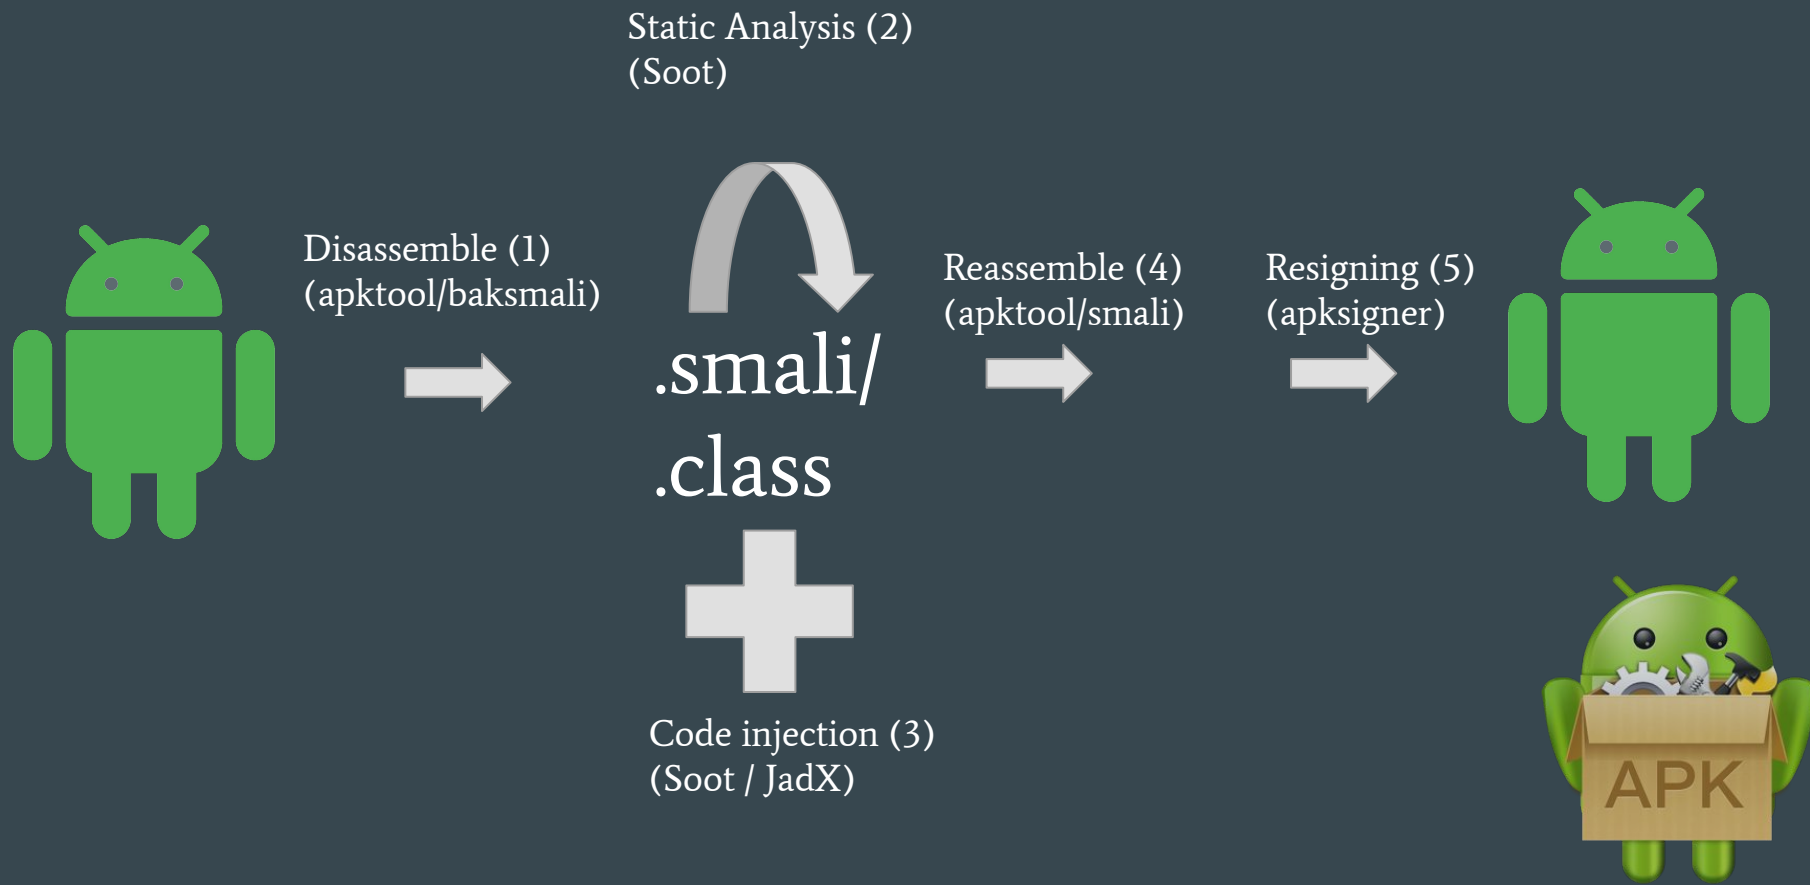 Static Analysis (2)
(Soot)
Disassemble (1)
(apktool/baksmali)
.smali/
.class
Reassemble (4)
(apktool/smali)
Resigning (5)
(apksigner)
Code injection (3)
(Soot / JadX)
APK